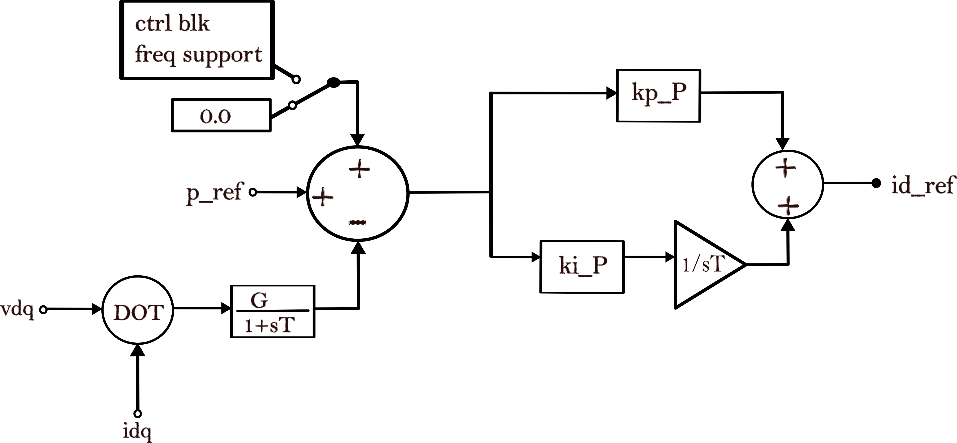 ctrl blk
freq support
0.0
kp_P
+
p_ref
+
−
+
+
id_ref
ki_P
1/sT
vdq
DOT
G
1+sT
idq